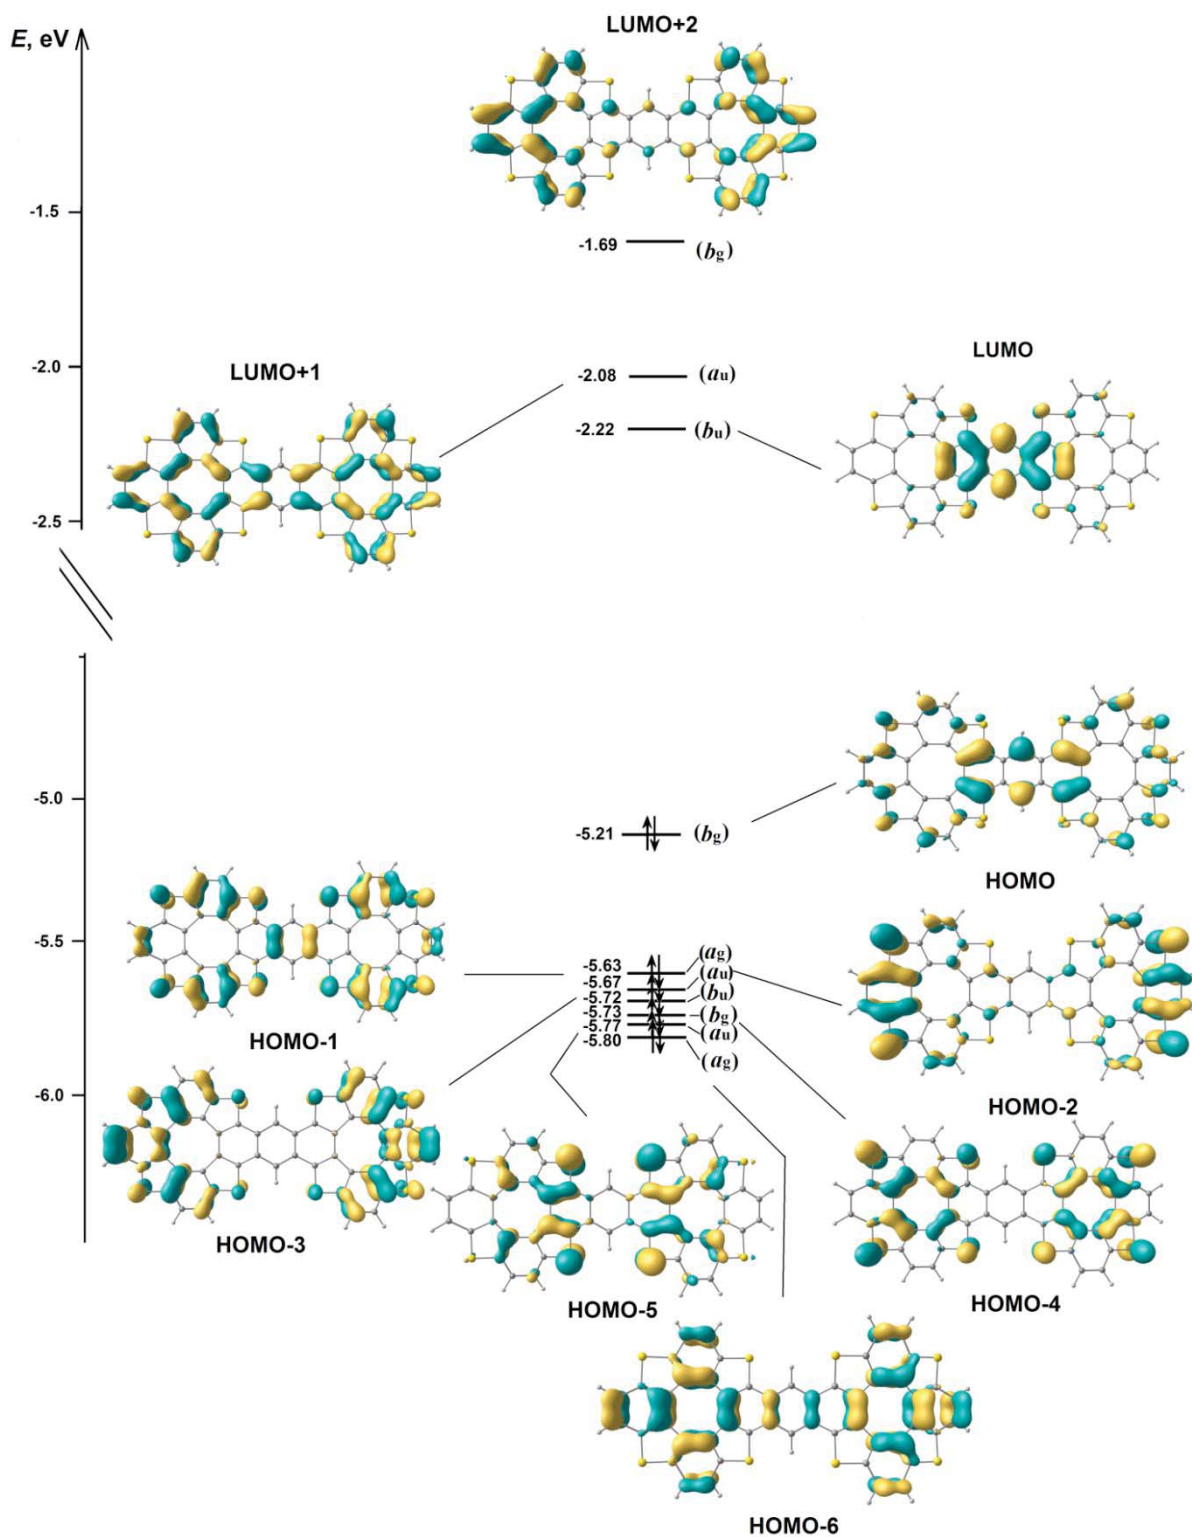 LUMO+2
E, eV
-1.5
-1.69
(bg)
LUMO
-2.0
LUMO+1
-2.08
(au)
-2.22
(bu)
-2.5
-5.0
-5.21
(bg)
HOMO
-5.5
-5.63
(ag)
-5.67
(au)
-5.72
(bu)
-5.73
(bg)
-5.77
(au)
-5.80
(ag)
HOMO-1
-6.0
HOMO-2
HOMO-3
HOMO-5
HOMO-4
HOMO-6